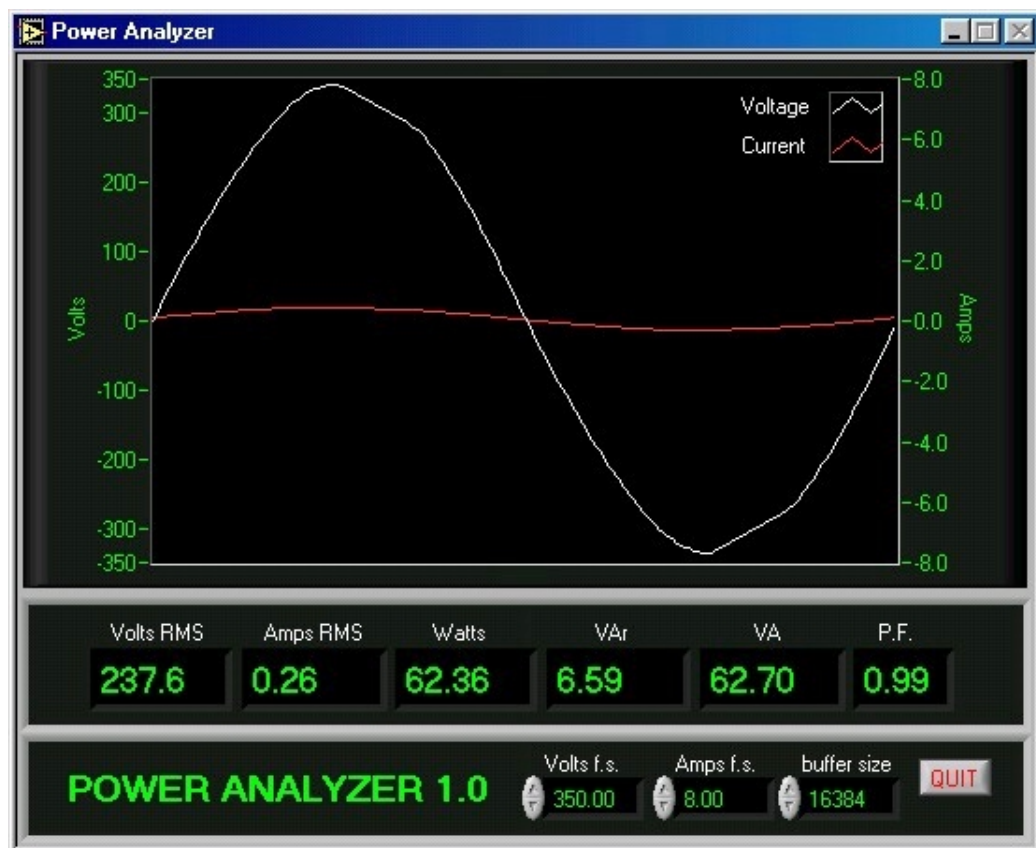 Power Analyzer
350
300
200
100
0
-100
-200
-300
-350
Volts
Voltage
Current
8.0
6.0
4.0
2.0
0.0
-2.0
-4.0
-6.0
-8.0
Amps
Volts RMS Amps RMS Watts VAr VA P.F.
237.6 0.26 62.36 6.59 62.70 0.99
POWER ANALYZER 1.0
Volts f.s. Amps f.s. buffer size
350.00 8.00 16384
QUIT